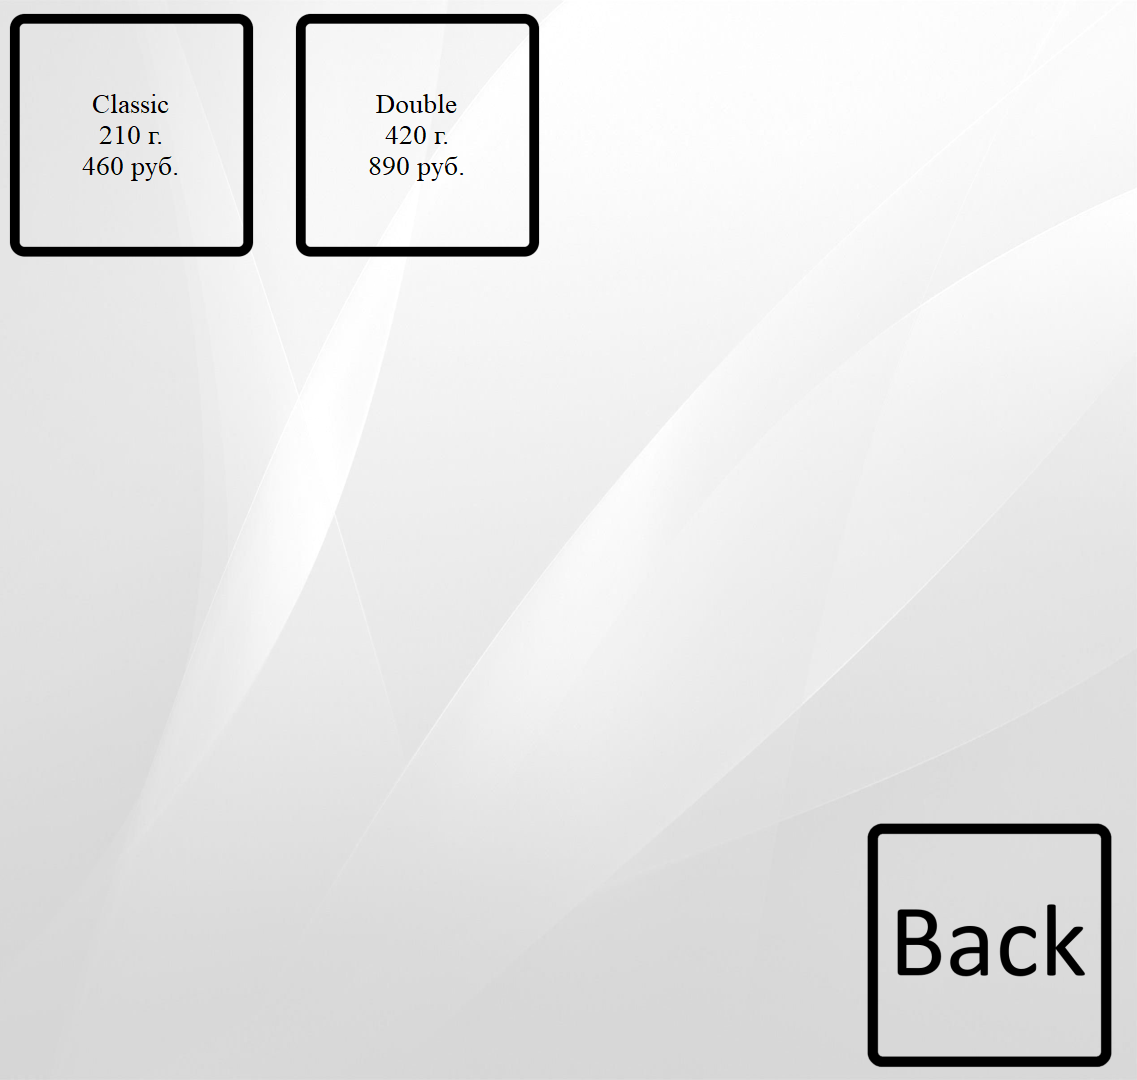 Classic
210 г.
460 руб.
Double
420 г.
890 руб.
Back